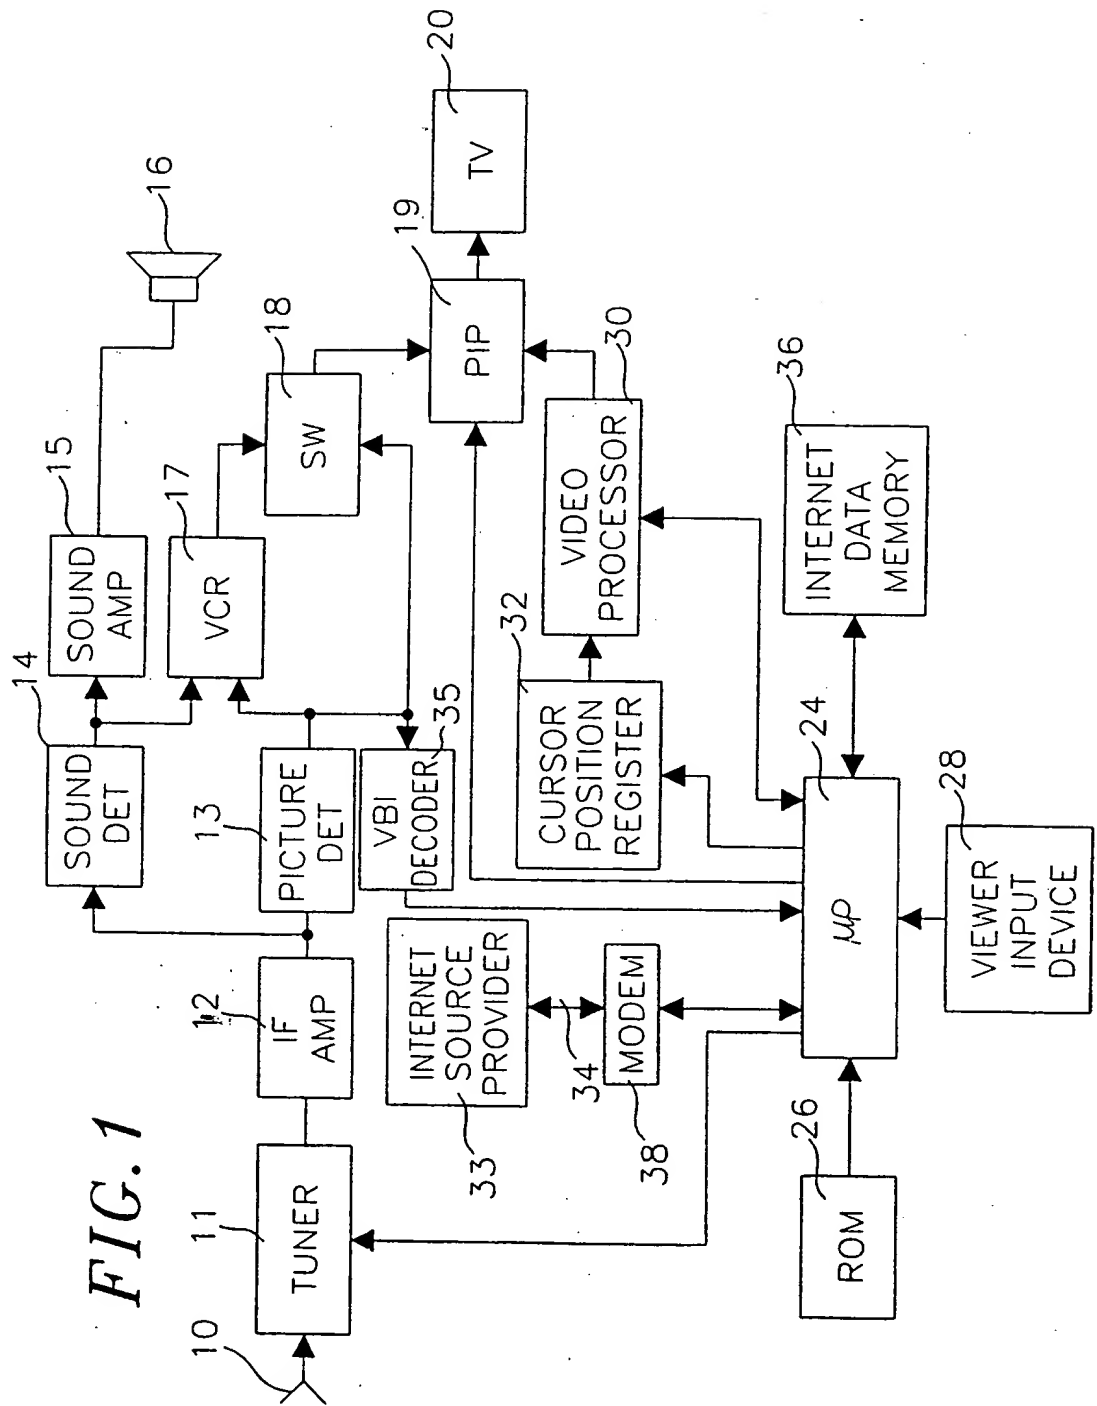 FIG.1
10
11
TUNER
12
IF
AMP
13
PICTURE
DET
14
SOUND
DET
15
SOUND
AMP
16
17
VCR
18
SW
19
PIP
20
TV
35
VBI
DECODER
33
INTERNET
SOURCE
PROVIDER
34
38
MODEM
32
CURSOR
POSITION
REGISTER
30
VIDEO
PROCESSOR
36
INTERNET
DATA
MEMORY
24
μP
26
ROM
28
VIEWER
INPUT
DEVICE